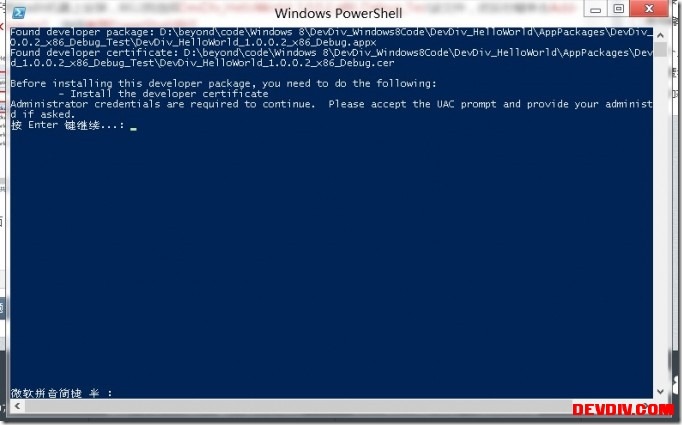 Windows PowerShell
Found developer package: D:\beyond\code\Windows 8\DevDiv_Windows8Code\DevDiv_HelloWorld\AppPackages\DevDiv_
0.0.2_x86_Debug_Test\DevDiv_HelloWorld_1.0.0.2_x86_Debug.appx
Found developer certificate: D:\beyond\code\Windows 8\DevDiv_Windows8Code\DevDiv_HelloWorld\AppPackages\Dev
d_1.0.0.2_x86_Debug_Test\DevDiv_HelloWorld_1.0.0.2_x86_Debug.cer
Before installing this developer package, you need to do the following:
- Install the developer certificate
Administrator credentials are required to continue. Please accept the UAC prompt and provide your administ
d if asked.
按 Enter 键继续...: _
微软拼音简捷 半 :
DEVDIV.COM